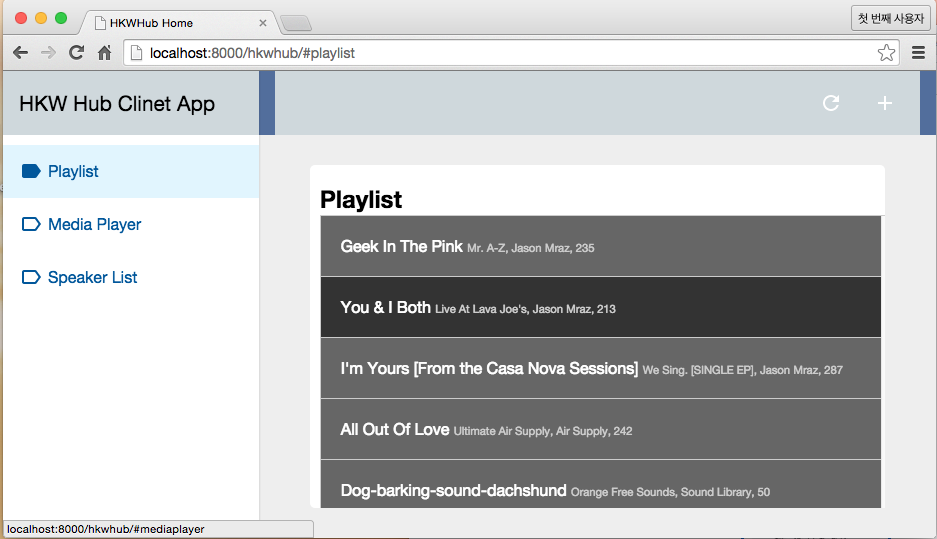 HKWHub Home
첫 번째 사용자
localhost:8000/hkwhub/#playlist
HKW Hub Clinet App
Playlist
Media Player
Speaker List
Playlist
Geek In The Pink Mr. A-Z, Jason Mraz, 235
You & I Both Live At Lava Joe's, Jason Mraz, 213
I'm Yours [From the Casa Nova Sessions] We Sing. [SINGLE EP], Jason Mraz, 287
All Out Of Love Ultimate Air Supply, Air Supply, 242
Dog-barking-sound-dachshund Orange Free Sounds, Sound Library, 50
localhost:8000/hkwhub/#mediaplayer